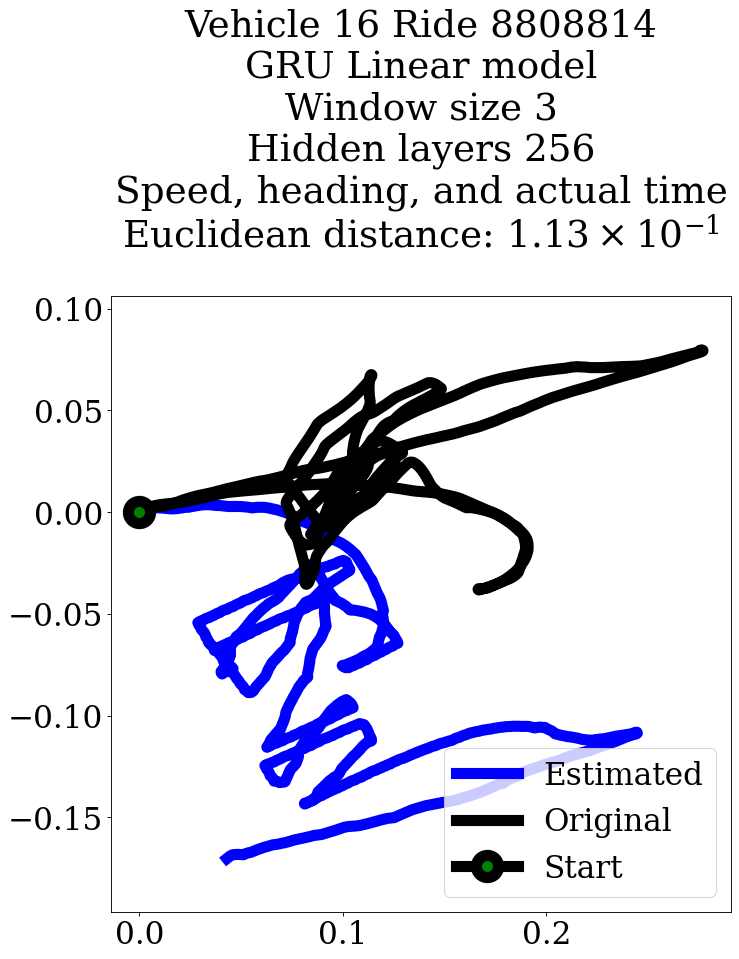 Vehicle 16 Ride 8808814
GRU Linear model
Window size 3
Hidden layers 256
Speed, heading, and actual time
Euclidean distance: 1.13 × 10⁻¹
0.10
0.05
0.00
−0.05
−0.10
−0.15
Estimated
Original
Start
0.0 0.1 0.2